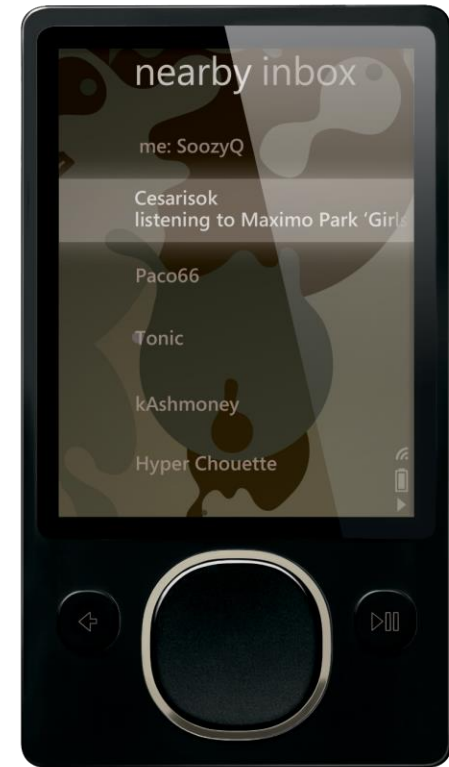 nearby inbox
me: SoozyQ
Cesarisok
listening to Maximo Park 'Girls
Paco66
Tonic
kAshmoney
Hyper Chouette